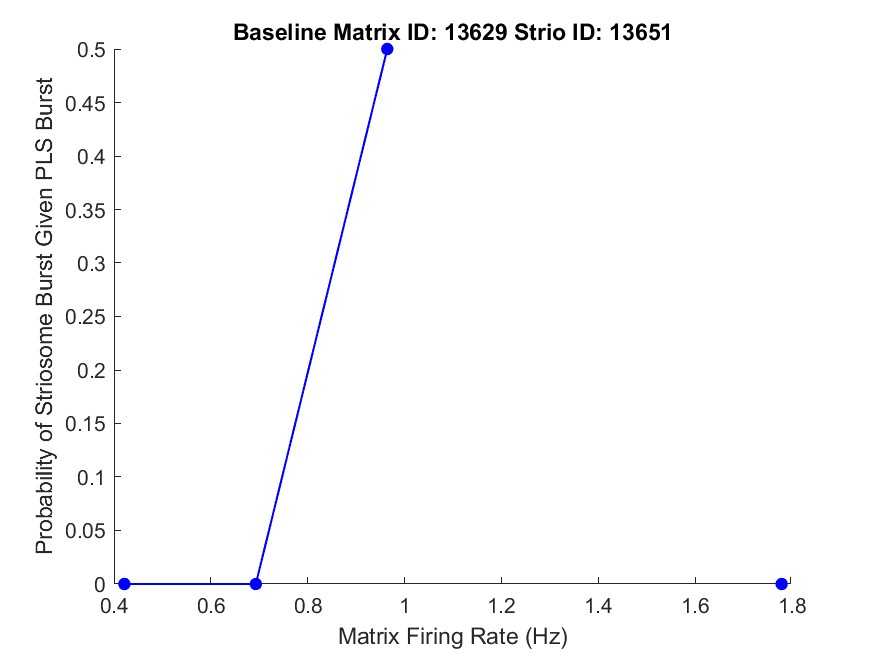 Baseline Matrix ID: 13629 Strio ID: 13651
Probability of Striosome Burst Given PLS Burst
0.5
0.45
0.4
0.35
0.3
0.25
0.2
0.15
0.1
0.05
0
0.4 0.6 0.8 1 1.2 1.4 1.6 1.8
Matrix Firing Rate (Hz)